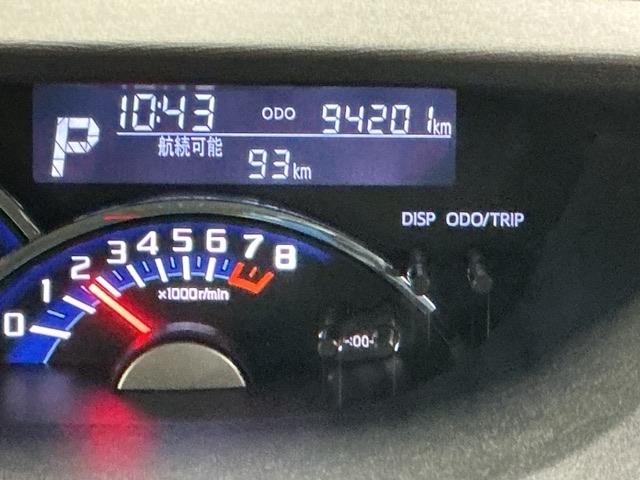 10:43 ODO 94201km
P
航続可能
93km
DISP ODO/TRIP
0 1 2 3 4 5 6 7 8
×1000r/min
-:00-